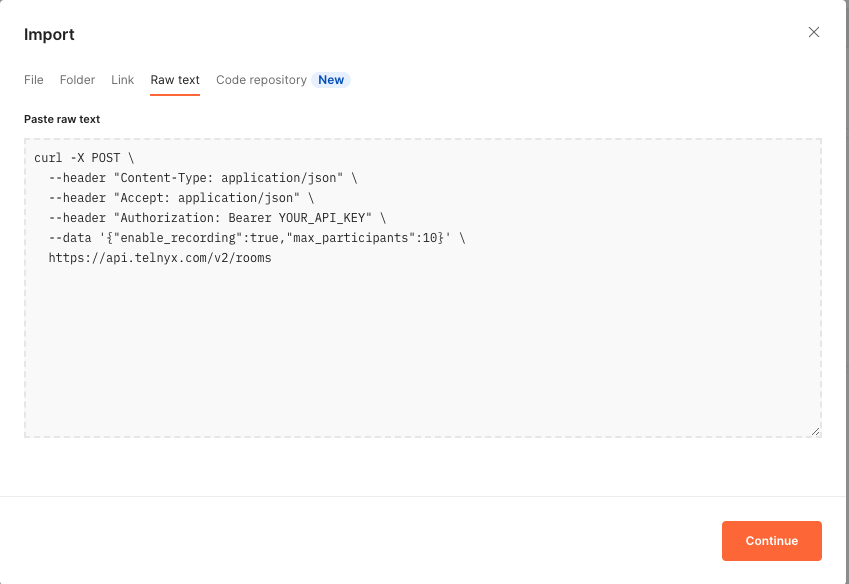 Import
File Folder Link Raw text Code repository New
Paste raw text
curl -X POST \
  --header "Content-Type: application/json" \
  --header "Accept: application/json" \
  --header "Authorization: Bearer YOUR_API_KEY" \
  --data '{"enable_recording":true,"max_participants":10}' \
  https://api.telnyx.com/v2/rooms
Continue